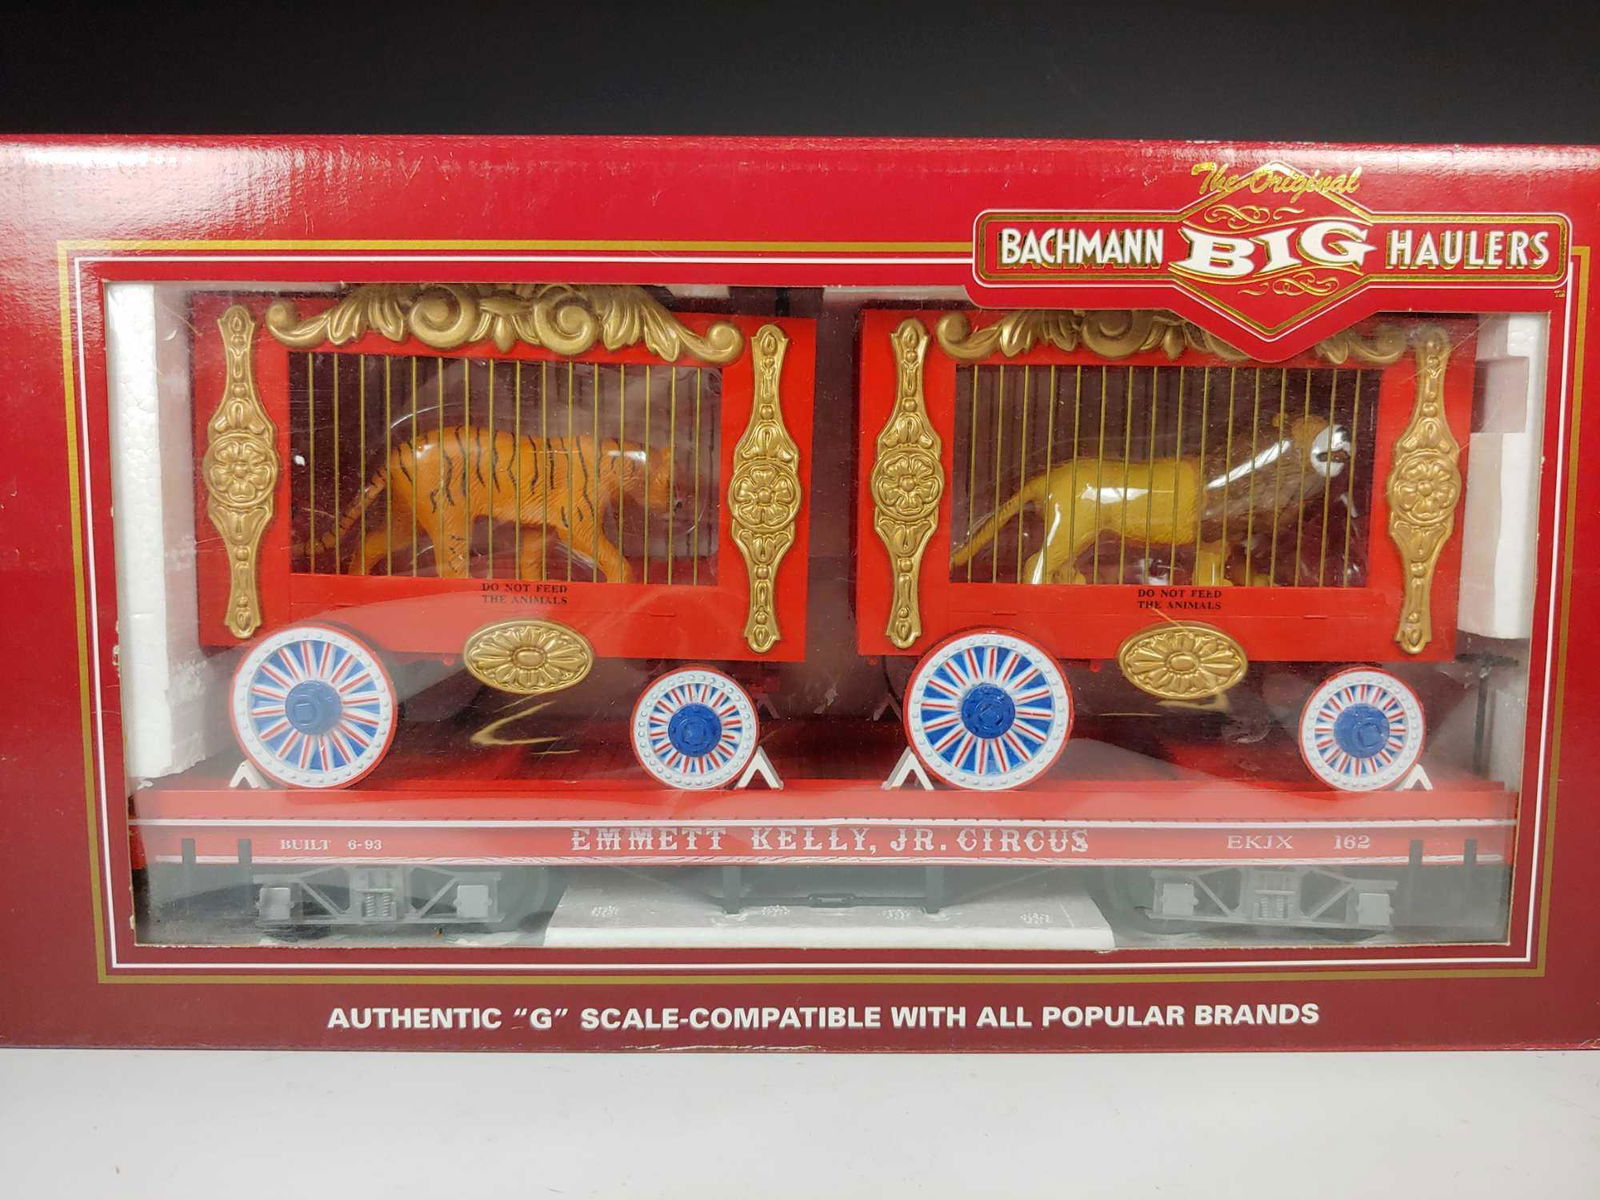 The Original
BACHMANN BIG HAULERS
TM
DO NOT FEED
THE ANIMALS
DO NOT FEED
THE ANIMALS
BUILT 6-93
EMMETT KELLY, JR. CIRCUS
EKJX 162
AUTHENTIC "G" SCALE-COMPATIBLE WITH ALL POPULAR BRANDS